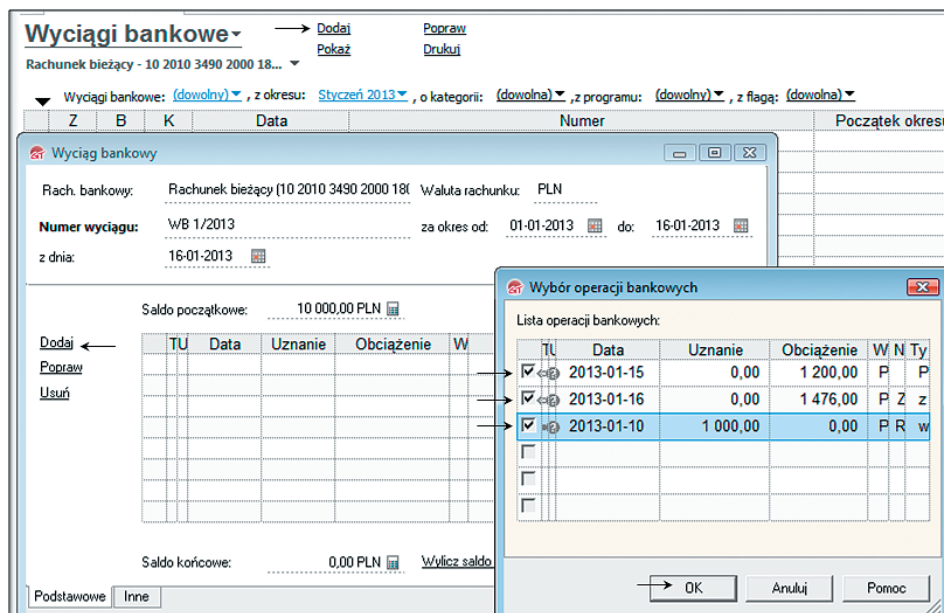 Wyciągi bankowe
Dodaj Popraw
Pokaż Drukuj
Rachunek bieżący - 10 2010 3490 2000 18...
Wyciągi bankowe: (dowolny) , z okresu: Styczeń 2013 , o kategorii: (dowolna) ,z programu: (dowolny) , z flagą: (dowolna)
Z B K Data Numer Początek okresu
Wyciąg bankowy
Rach. bankowy: Rachunek bieżący (10 2010 3490 2000 180 Waluta rachunku: PLN
Numer wyciągu: WB 1/2013 za okres od: 01-01-2013 do: 16-01-2013
z dnia: 16-01-2013
Saldo początkowe: 10 000,00 PLN
Dodaj
Popraw
Usuń
TU Data Uznanie Obciążenie W
Saldo końcowe: 0,00 PLN Wylicz saldo
Podstawowe Inne
Wybór operacji bankowych
Lista operacji bankowych:
TU Data Uznanie Obciążenie W N Ty
2013-01-15 0,00 1 200,00 P P
2013-01-16 0,00 1 476,00 P Z z
2013-01-10 1 000,00 0,00 P R w
OK Anuluj Pomoc